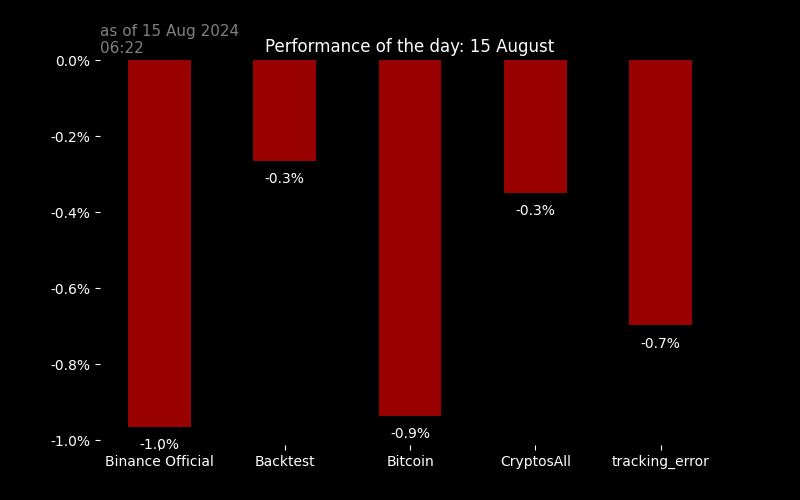 as of 15 Aug 2024
06:22
Performance of the day: 15 August
0.0%
-0.2%
-0.4%
-0.6%
-0.8%
-1.0%
-1.0%
-0.3%
-0.9%
-0.3%
-0.7%
Binance Official
Backtest
Bitcoin
CryptosAll
tracking_error